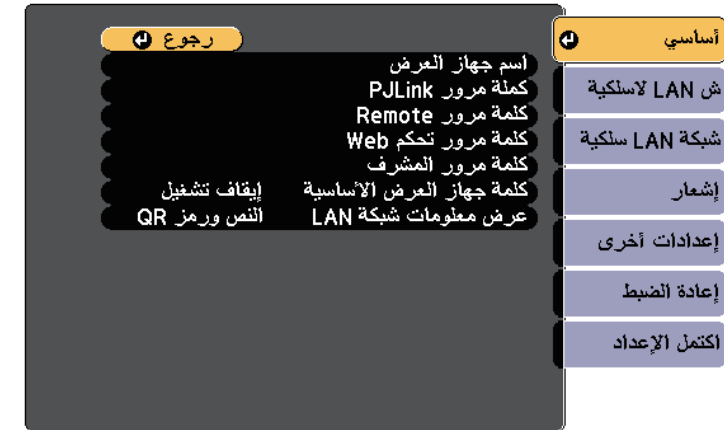 أساسي
ش LAN لاسلكية
شبكة LAN سلكية
إشعار
إعدادات أخرى
إعادة الضبط
اكتمل الإعداد
رجوع
اسم جهاز العرض
كملة مرور PJLink
كلمة مرور Remote
كلمة مرور تحكم Web
كلمة مرور المشرف
كلمة جهاز العرض الأساسية إيقاف تشغيل
عرض معلومات شبكة LAN النص ورمز QR